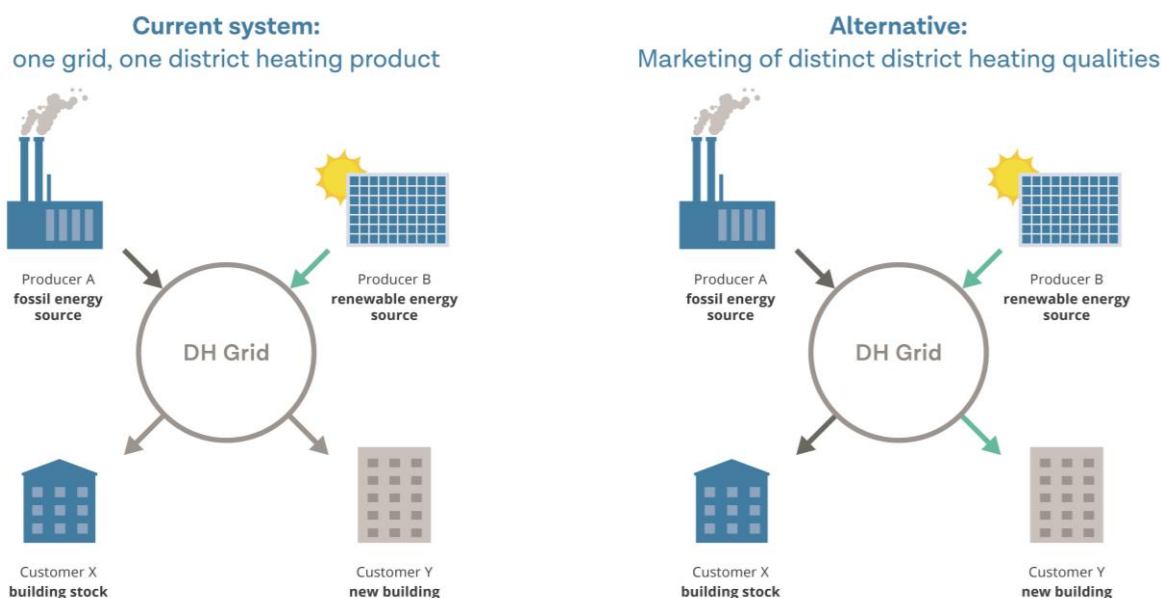 Current system:
one grid, one district heating product
Producer A
fossil energy
source
Producer B
renewable energy
source
DH Grid
Customer X
building stock
Customer Y
new building
Alternative:
Marketing of distinct district heating qualities
Producer A
fossil energy
source
Producer B
renewable energy
source
DH Grid
Customer X
building stock
Customer Y
new building